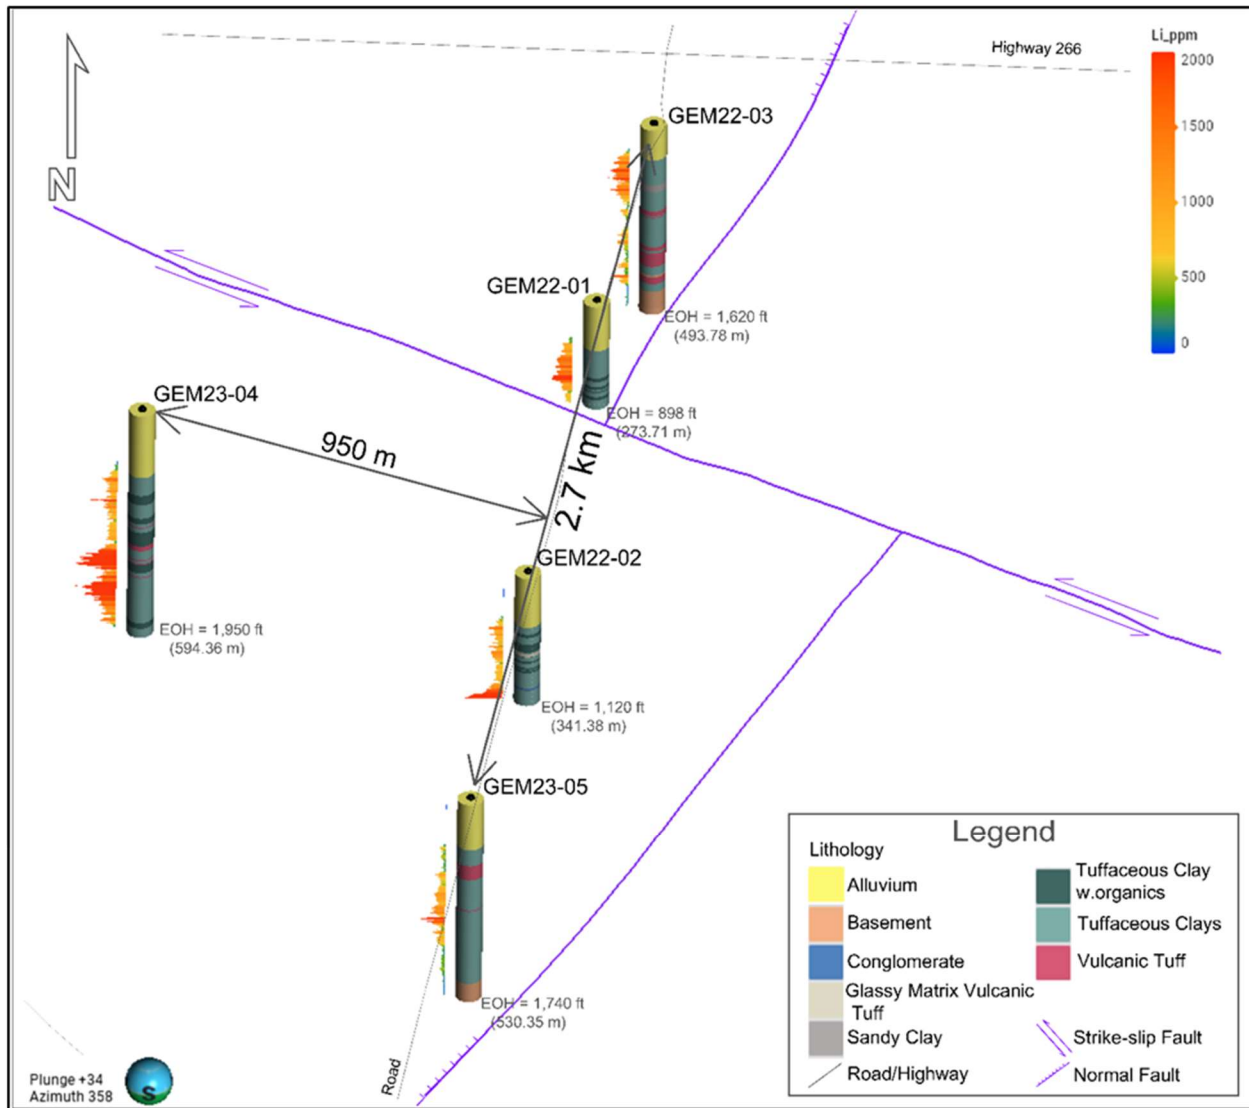 Li_ppm
2000
1500
1000
500
0
Highway 266
N
GEM22-03
EOH = 1,620 ft
(493.78 m)
GEM22-01
EOH = 898 ft
(273.71 m)
GEM23-04
950 m
2.7 km
EOH = 1,950 ft
(594.36 m)
GEM22-02
EOH = 1,120 ft
(341.38 m)
GEM23-05
EOH = 1,740 ft
(530.35 m)
Road
Plunge +34
Azimuth 358
S
Legend
Lithology
Alluvium
Basement
Conglomerate
Glassy Matrix Vulcanic
Tuff
Sandy Clay
Road/Highway
Tuffaceous Clay
w.organics
Tuffaceous Clays
Vulcanic Tuff
Strike-slip Fault
Normal Fault